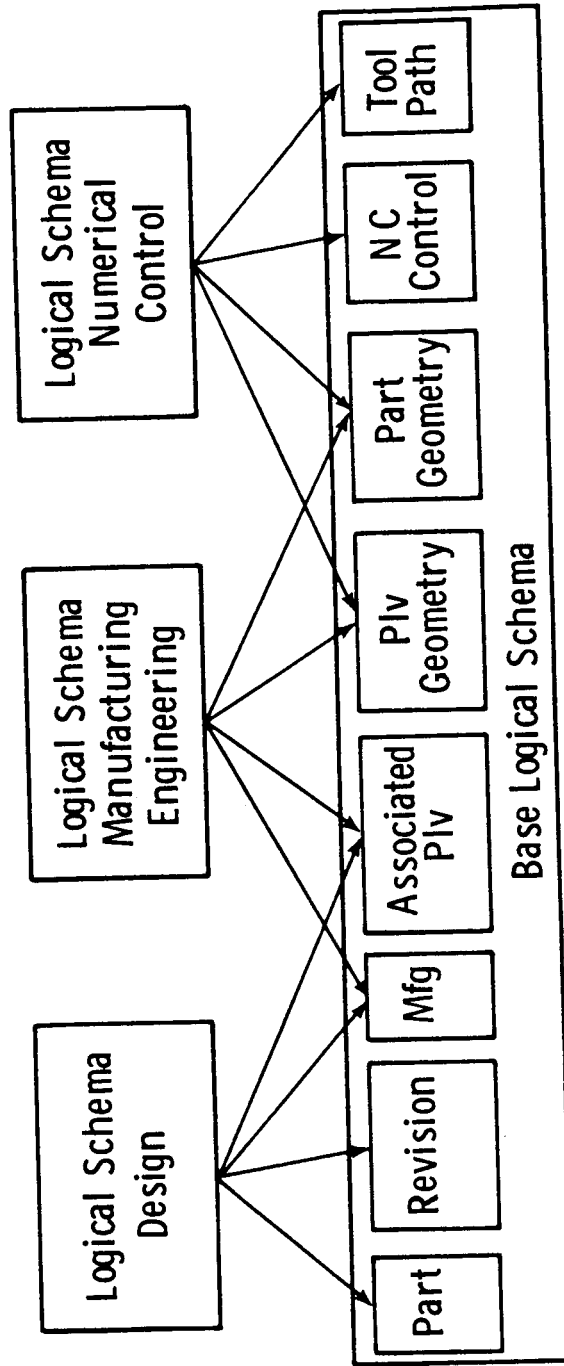 Logical Schema
Design
Logical Schema
Manufacturing
Engineering
Logical Schema
Numerical
Control
Part
Revision
Mfg
Associated
Plv
Plv
Geometry
Part
Geometry
N C
Control
Tool
Path
Base Logical Schema